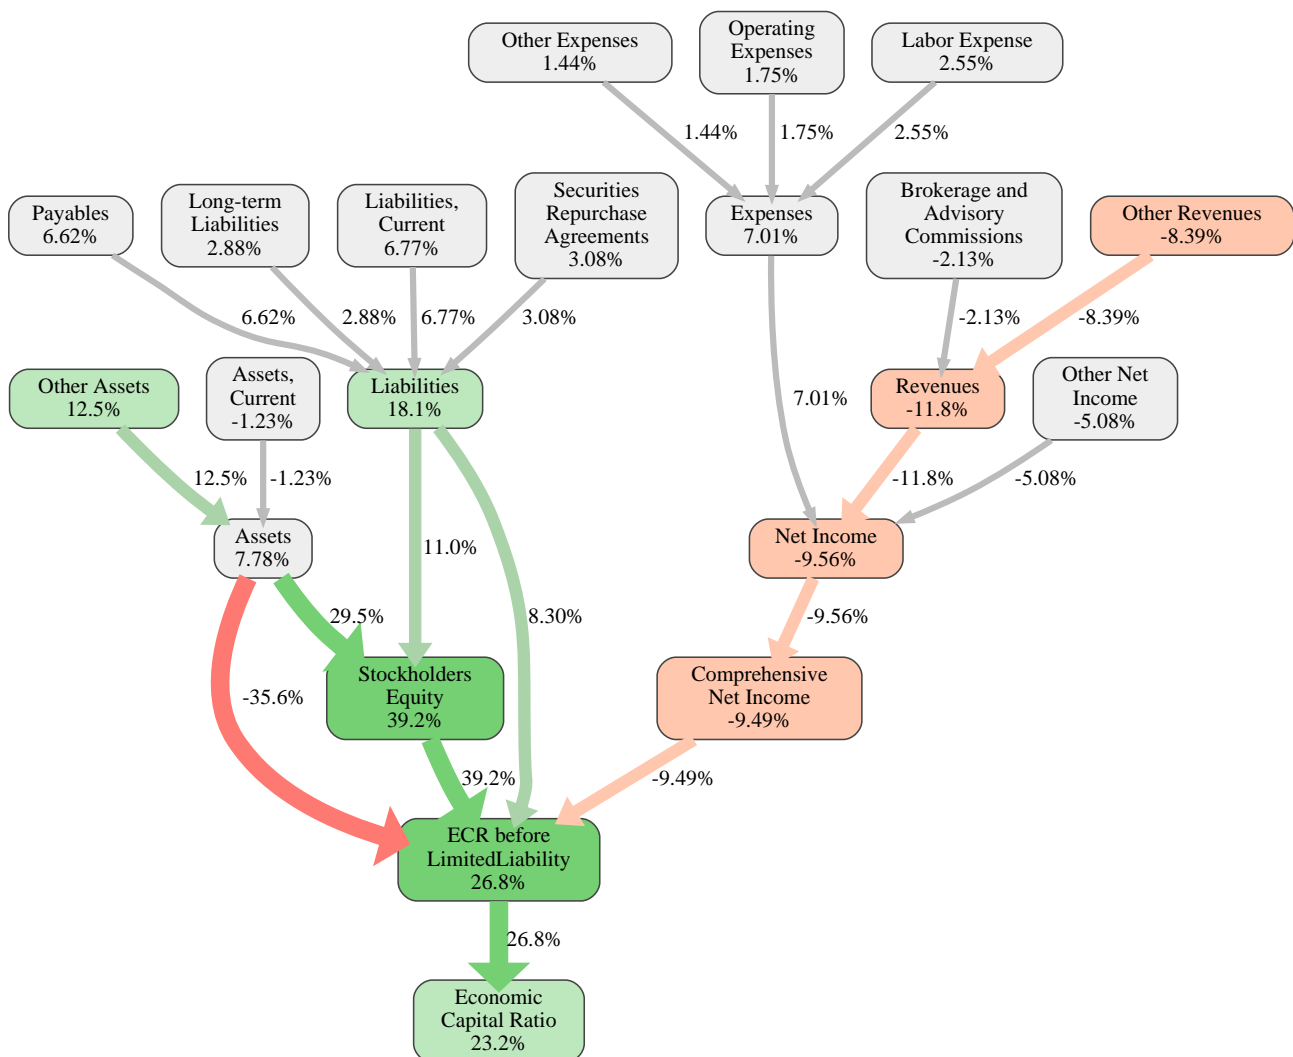 Other Expenses
1.44%
Operating
Expenses
1.75%
Labor Expense
2.55%
1.44%
1.75%
2.55%
Payables
6.62%
Long-term
Liabilities
2.88%
Liabilities,
Current
6.77%
Securities
Repurchase
Agreements
3.08%
Expenses
7.01%
Brokerage and
Advisory
Commissions
-2.13%
Other Revenues
-8.39%
6.62%
2.88%
6.77%
3.08%
-2.13%
-8.39%
Other Assets
12.5%
Assets,
Current
-1.23%
Liabilities
18.1%
7.01%
Revenues
-11.8%
Other Net
Income
-5.08%
12.5%
-1.23%
-11.8%
-5.08%
Assets
7.78%
11.0%
Net Income
-9.56%
29.5%
8.30%
-9.56%
-35.6%
Stockholders
Equity
39.2%
Comprehensive
Net Income
-9.49%
39.2%
-9.49%
ECR before
LimitedLiability
26.8%
26.8%
Economic
Capital Ratio
23.2%